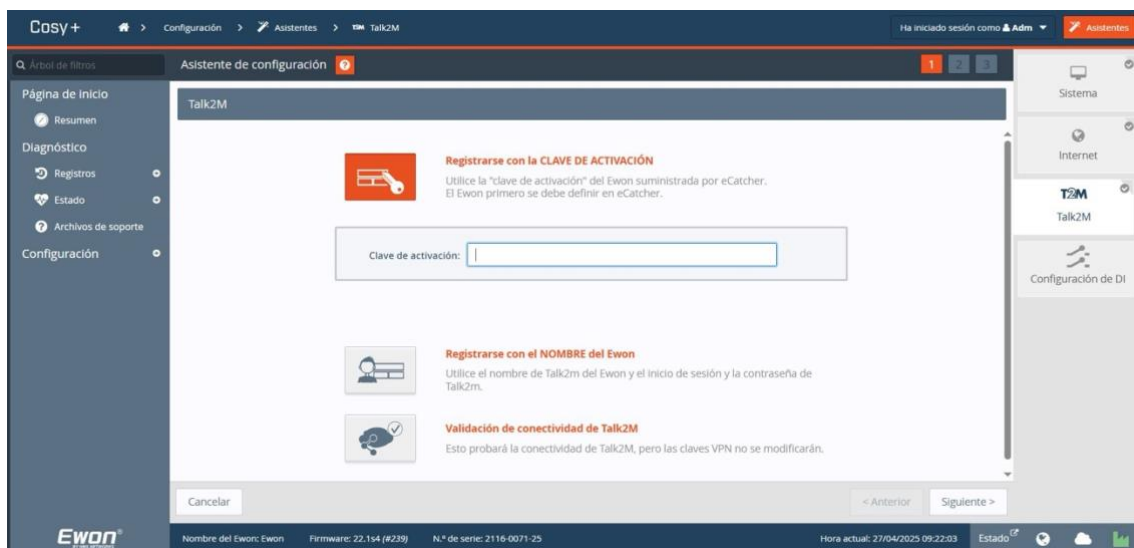 Cosy+
> Configuración > Asistentes > T2M Talk2M
Ha iniciado sesión como Adm
Asistentes
Árbol de filtros
Asistente de configuración ?
1 2 3
Página de inicio
Resumen
Diagnóstico
Registros
Estado
Archivos de soporte
Configuración
Talk2M
Registrarse con la CLAVE DE ACTIVACIÓN
Utilice la "clave de activación" del Ewon suministrada por eCatcher.
El Ewon primero se debe definir en eCatcher.
Clave de activación:
Registrarse con el NOMBRE del Ewon
Utilice el nombre de Talk2m del Ewon y el inicio de sesión y la contraseña de
Talk2m.
Validación de conectividad de Talk2M
Esto probará la conectividad de Talk2M, pero las claves VPN no se modificarán.
Sistema
Internet
T2M
Talk2M
Configuración de DI
Cancelar
< Anterior
Siguiente >
Ewon®
Nombre del Ewon: Ewon
Firmware: 22.1s4 (#239)
N.º de serie: 2116-0071-25
Hora actual: 27/04/2025 09:22:03
Estado